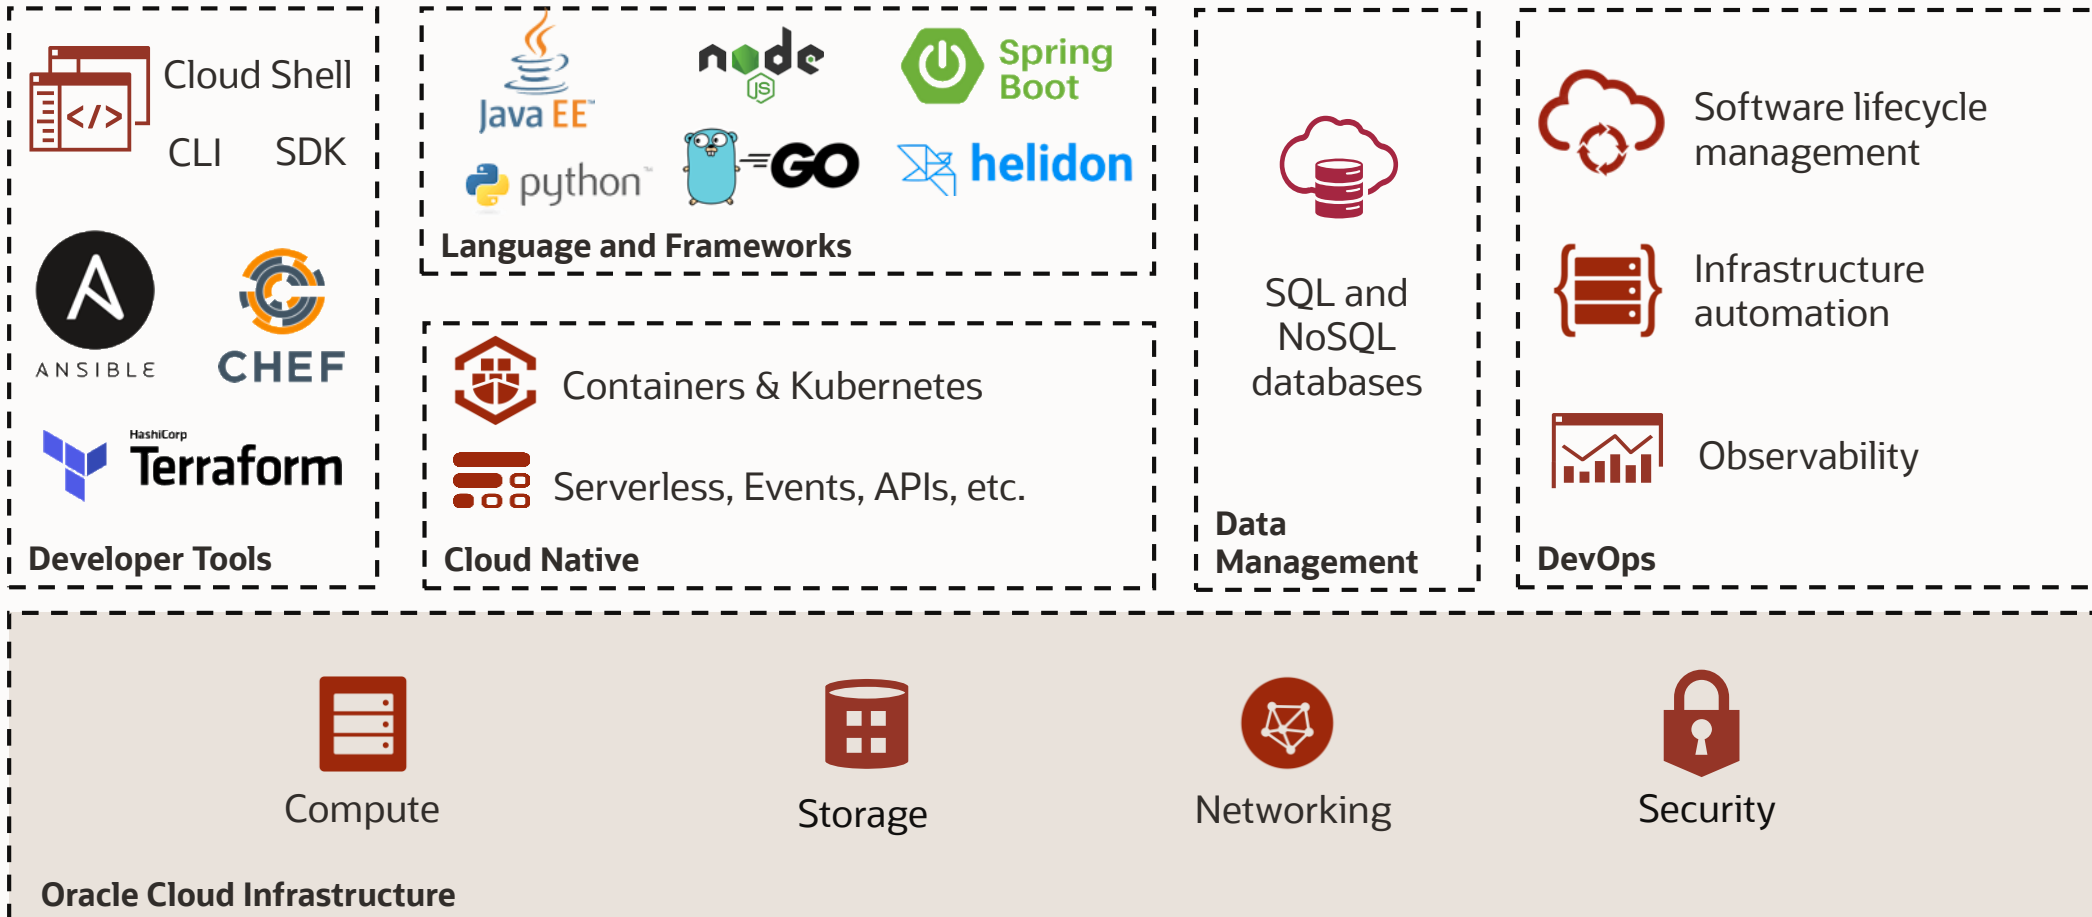 Cloud Shell
CLI SDK
ANSIBLE
CHEF
HashiCorp
Terraform
Developer Tools
Java EE™
node
JS
Spring
Boot
python™
GO
helidon
Language and Frameworks
Containers & Kubernetes
Serverless, Events, APIs, etc.
Cloud Native
SQL and
NoSQL
databases
Data
Management
Software lifecycle
management
Infrastructure
automation
Observability
DevOps
Compute
Storage
Networking
Security
Oracle Cloud Infrastructure